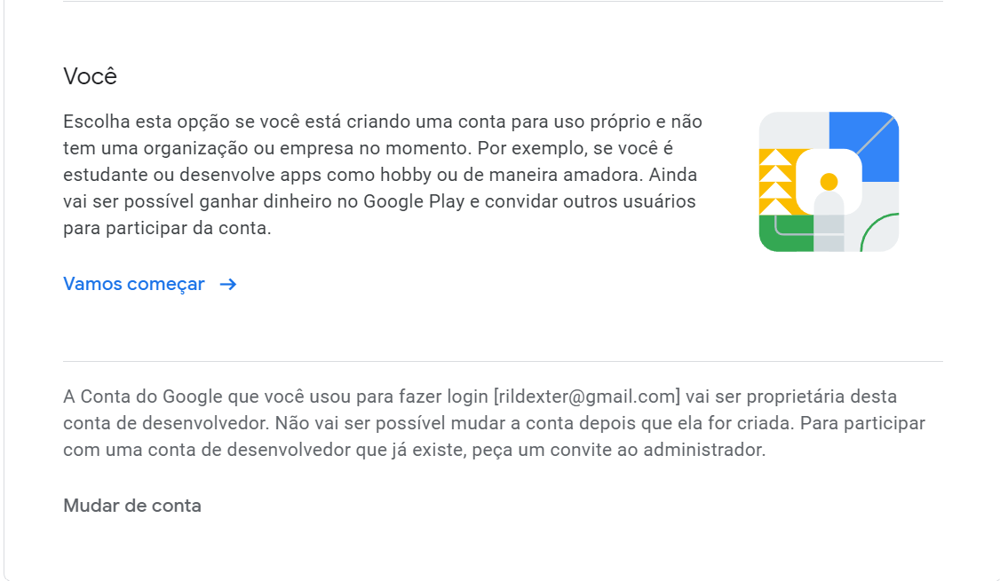 Você
Escolha esta opção se você está criando uma conta para uso próprio e não
tem uma organização ou empresa no momento. Por exemplo, se você é
estudante ou desenvolve apps como hobby ou de maneira amadora. Ainda
vai ser possível ganhar dinheiro no Google Play e convidar outros usuários
para participar da conta.
Vamos começar →
A Conta do Google que você usou para fazer login [rildexter@gmail.com] vai ser proprietária desta
conta de desenvolvedor. Não vai ser possível mudar a conta depois que ela for criada. Para participar
com uma conta de desenvolvedor que já existe, peça um convite ao administrador.
Mudar de conta